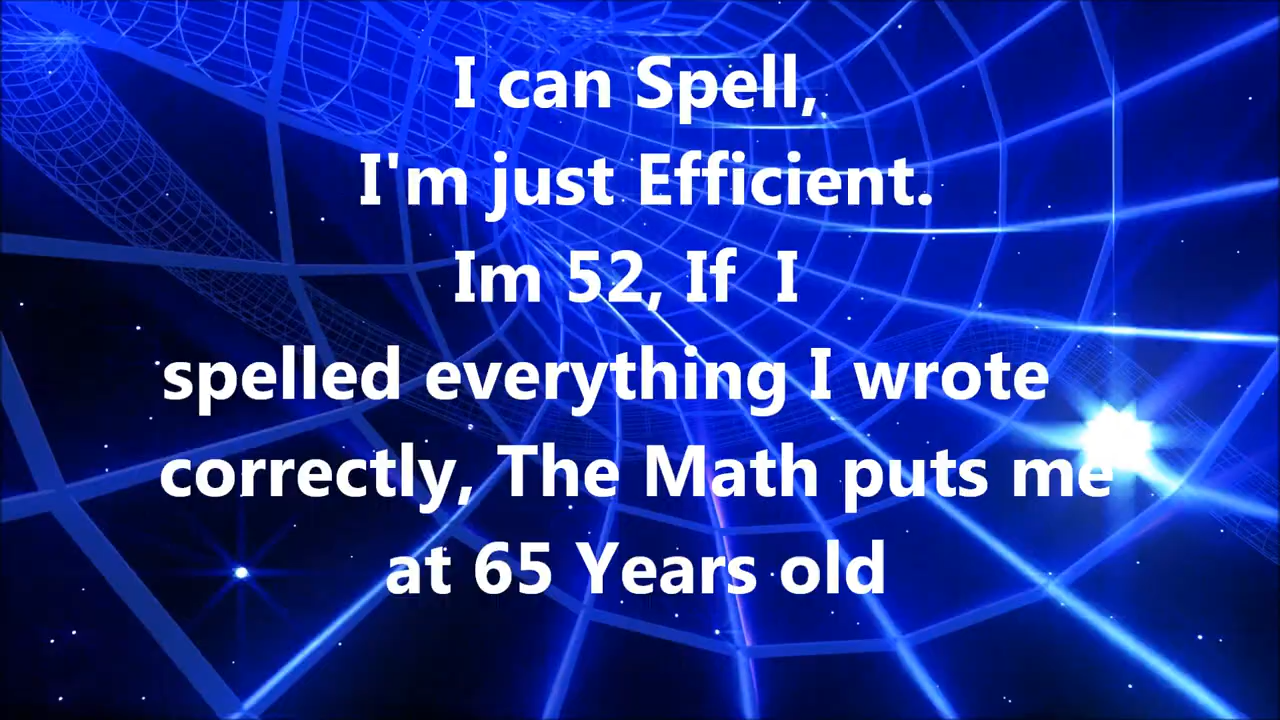 I can Spell,
I'm just Efficient.
Im 52, If  I
spelled everything I wrote
correctly, The Math puts me
at 65 Years old